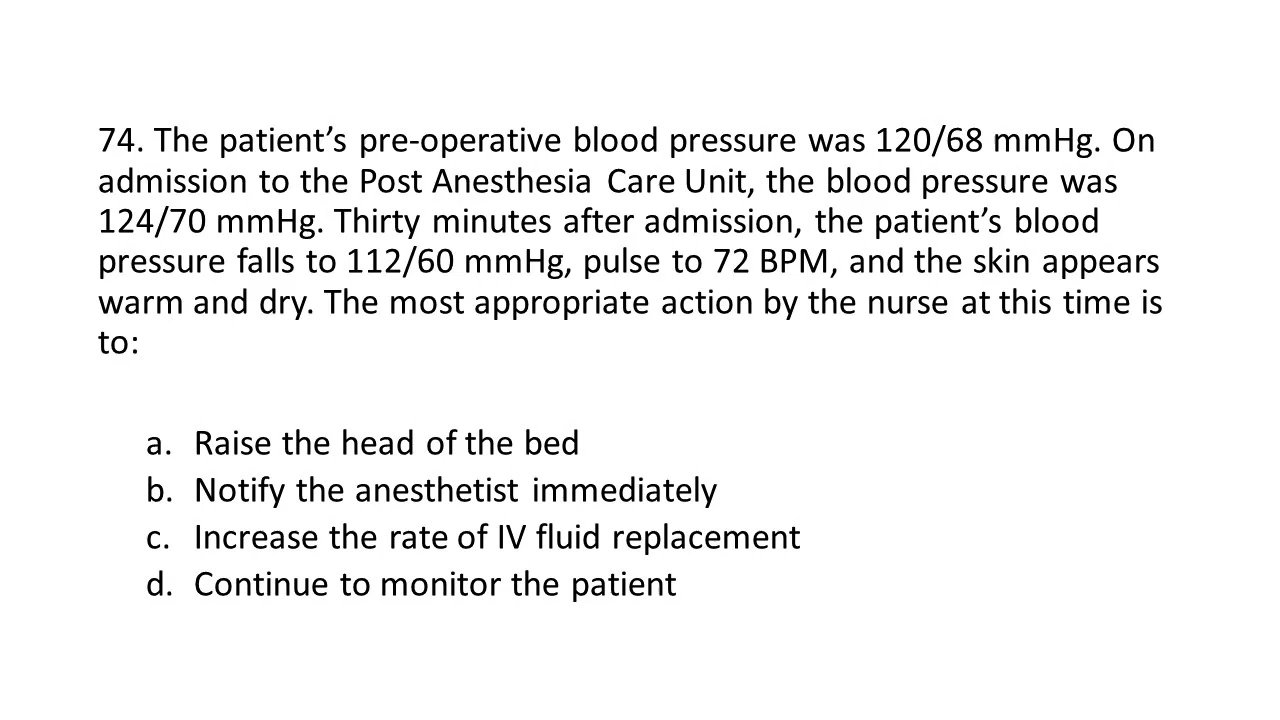 74. The patient’s pre-operative blood pressure was 120/68 mmHg. On
admission to the Post Anesthesia Care Unit, the blood pressure was
124/70 mmHg. Thirty minutes after admission, the patient’s blood
pressure falls to 112/60 mmHg, pulse to 72 BPM, and the skin appears
warm and dry. The most appropriate action by the nurse at this time is
to:
a. Raise the head of the bed
b. Notify the anesthetist immediately
c. Increase the rate of IV fluid replacement
d. Continue to monitor the patient